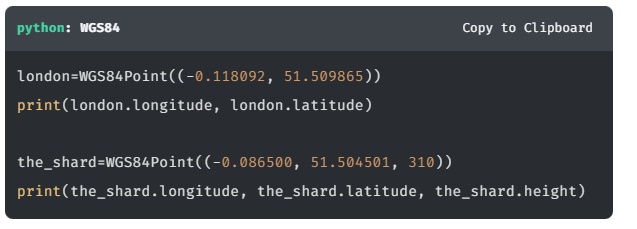 python: WGS84 Copy to Clipboard
london=WGS84Point((-0.118092, 51.509865))
print(london.longitude, london.latitude)
the_shard=WGS84Point((-0.086500, 51.504501, 310))
print(the_shard.longitude, the_shard.latitude, the_shard.height)